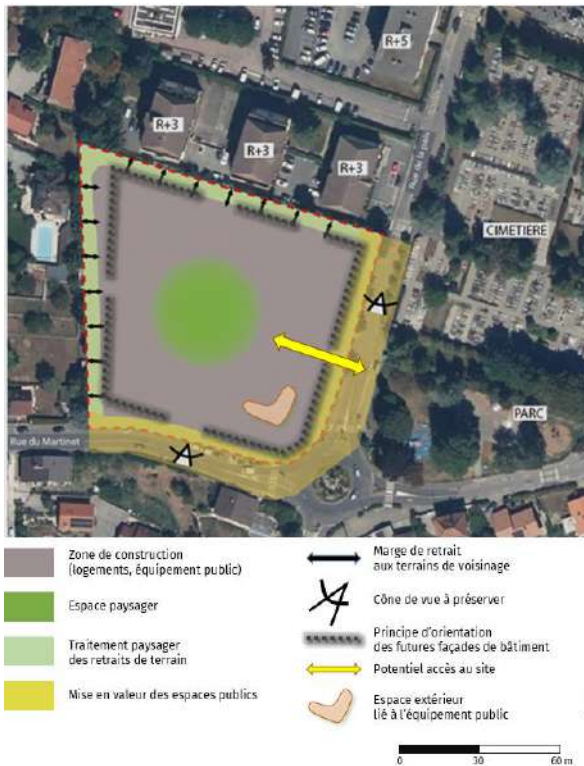 R+5
R+3
R+3
R+3
CIMETIÈRE
PARC
Rue du Martinet
Zone de construction
(logements, équipement public)
Espace paysager
Traitement paysager
des retraits de terrain
Mise en valeur des espaces publics
Marge de retrait
aux terrains de voisinage
Cône de vue à préserver
Principe d'orientation
des futures façades de bâtiment
Potentiel accès au site
Espace extérieur
lié à l'équipement public
0
30
60 m